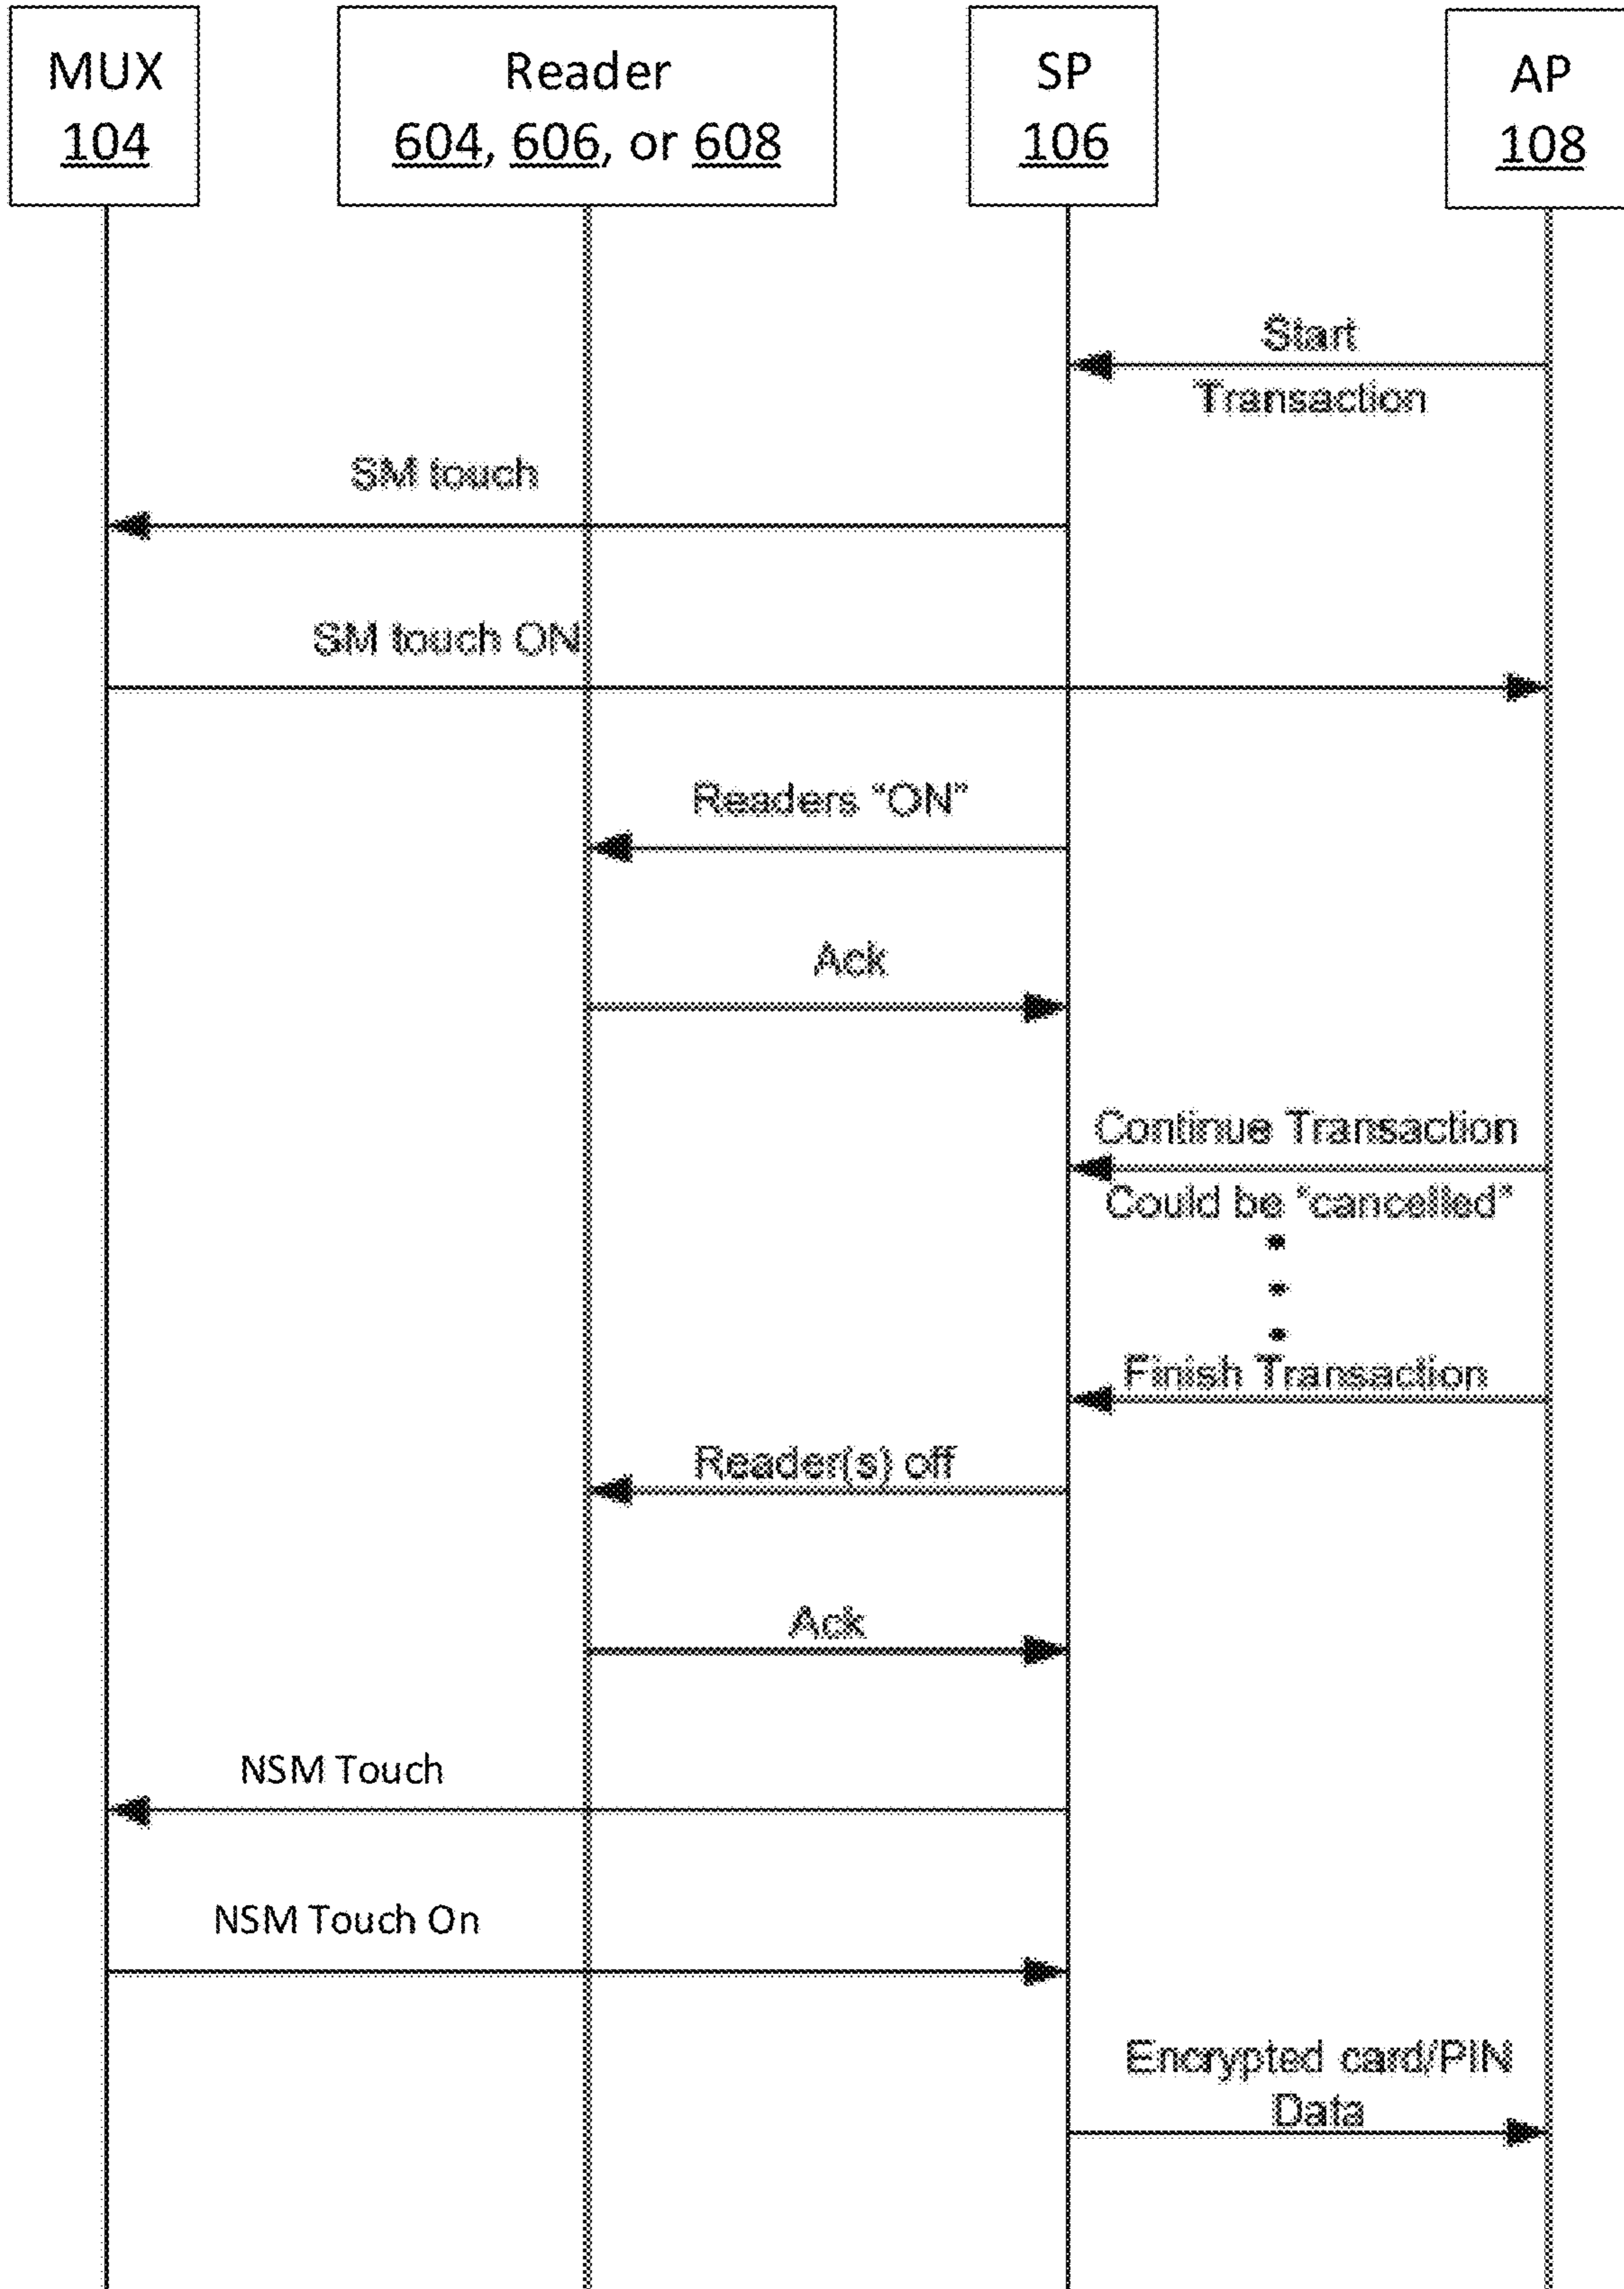 MUX
104
Reader
604, 606, or 608
SP
106
AP
108
Start
Transaction
SM touch
SM touch ON
Readers “ON”
Ack
Continue Transaction
Could be “cancelled”
Finish Transaction
Reader(s) off
Ack
NSM Touch
NSM Touch On
Encrypted card/PIN
Data